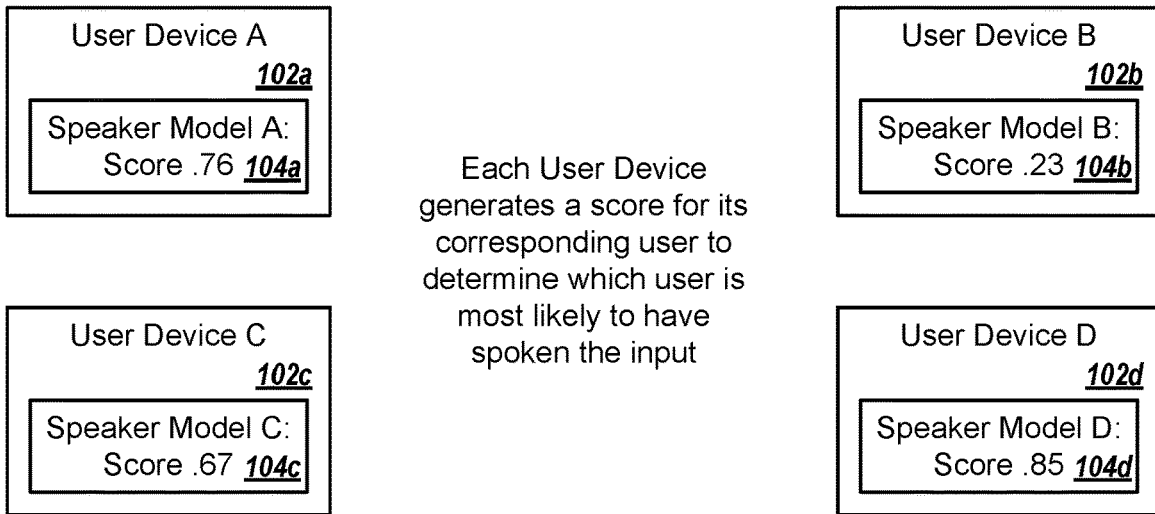 User Device A
102a
Speaker Model A:
Score .76 104a
User Device B
102b
Speaker Model B:
Score .23 104b
Each User Device
generates a score for its
corresponding user to
determine which user is
most likely to have
spoken the input
User Device C
102c
Speaker Model C:
Score .67 104c
User Device D
102d
Speaker Model D:
Score .85 104d